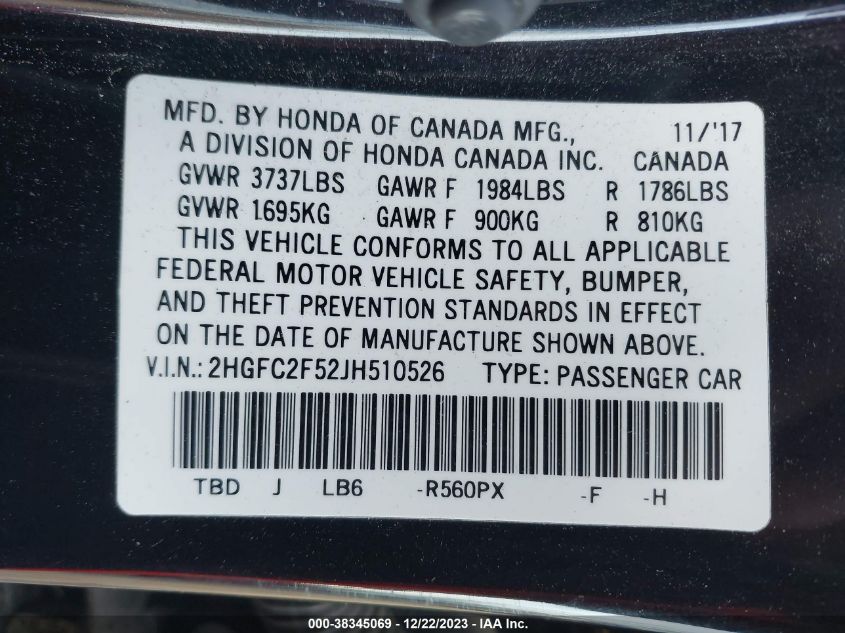 MFD. BY HONDA OF CANADA MFG., 11/'17
A DIVISION OF HONDA CANADA INC. CANADA
GVWR 3737LBS GAWR F 1984LBS R 1786LBS
GVWR 1695KG GAWR F 900KG R 810KG
THIS VEHICLE CONFORMS TO ALL APPLICABLE
FEDERAL MOTOR VEHICLE SAFETY, BUMPER,
AND THEFT PREVENTION STANDARDS IN EFFECT
ON THE DATE OF MANUFACTURE SHOWN ABOVE.
V.I.N.: 2HGFC2F52JH510526 TYPE: PASSENGER CAR
TBD J LB6 -R560PX -F -H
000-38345069 - 12/22/2023 - IAA Inc.